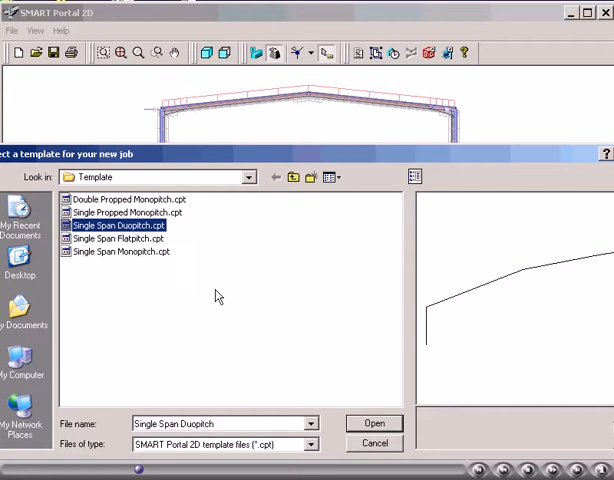 SMART Portal 2D
File View Help
ect a template for your new job
Look in: Template
My Recent
Documents
Desktop
My Documents
My Computer
My Network
Places
Double Propped Monopitch.cpt
Single Propped Monopitch.cpt
Single Span Duopitch.cpt
Single Span Flatpitch.cpt
Single Span Monopitch.cpt
File name: Single Span Duopitch Open
Files of type: SMART Portal 2D template files (*.cpt) Cancel